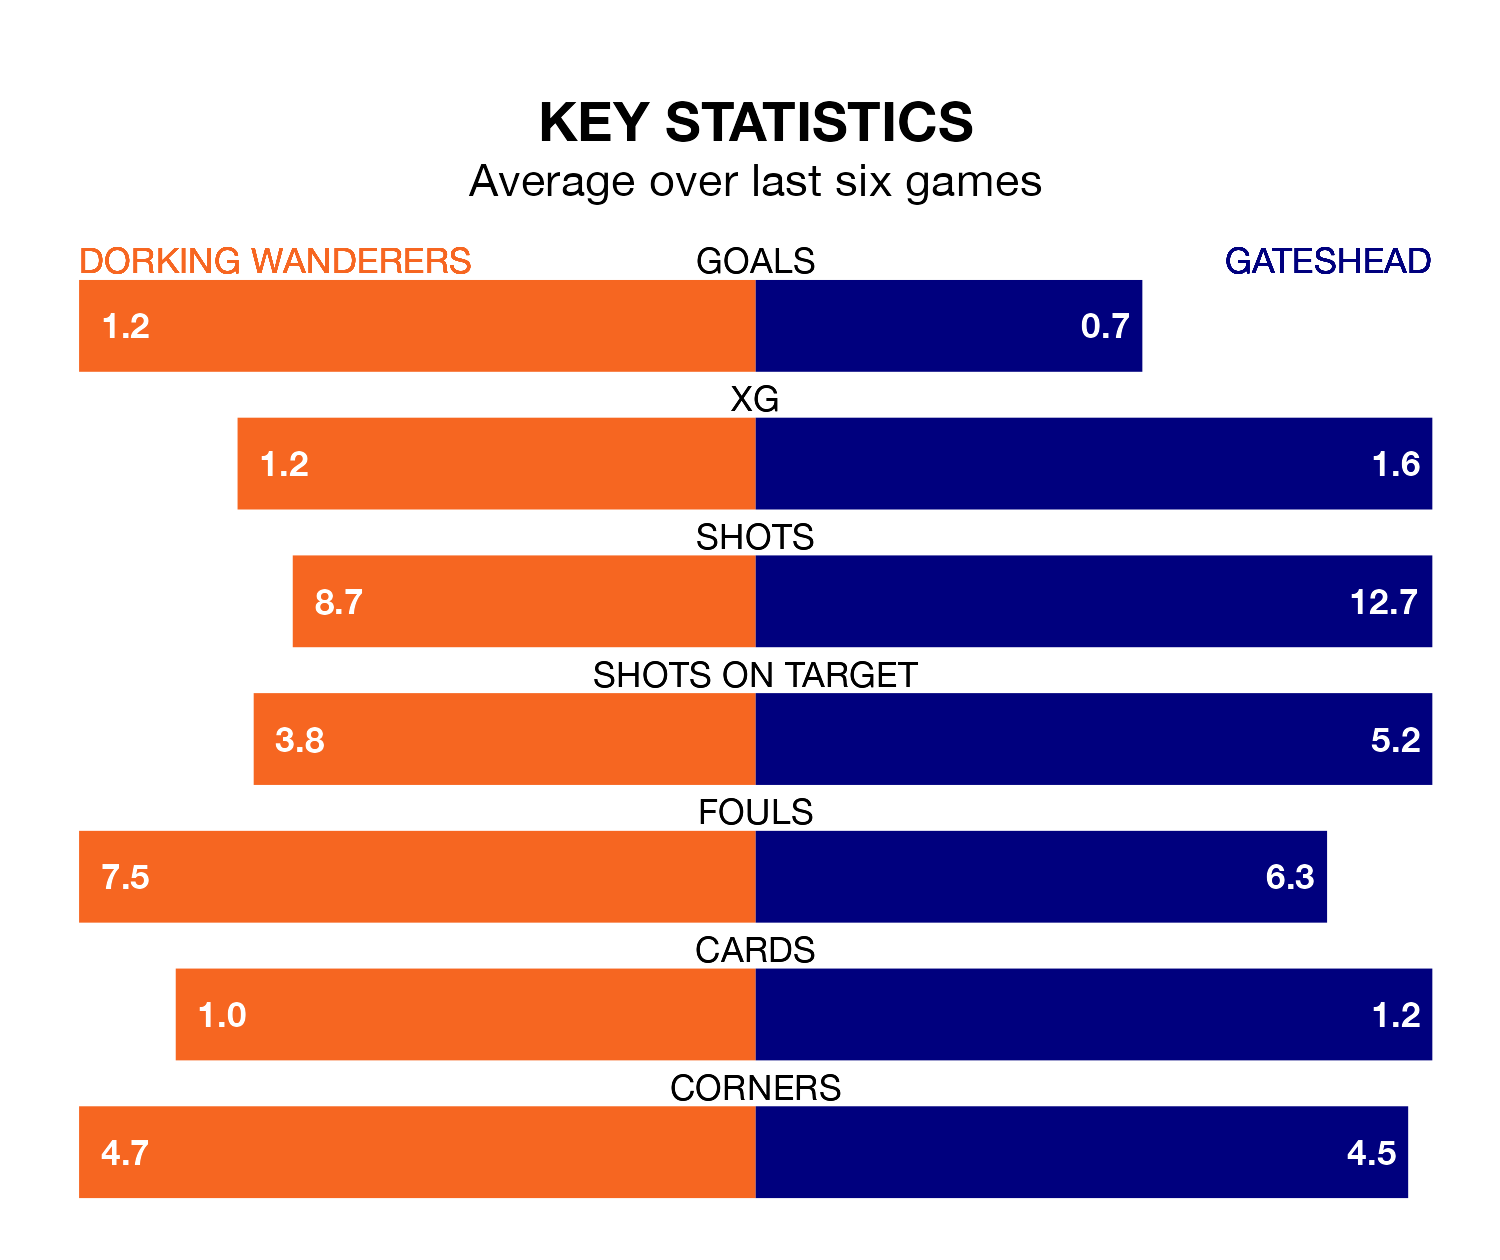 KEY STATISTICS
Average over last six games
DORKING WANDERERS GOALS GATESHEAD
1.2 0.7
XG
1.2 1.6
SHOTS
8.7 12.7
SHOTS ON TARGET
3.8 5.2
FOULS
7.5 6.3
CARDS
1.0 1.2
CORNERS
4.7 4.5